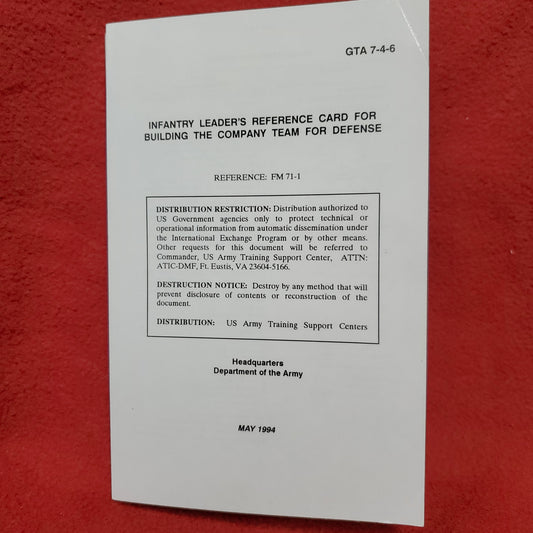 GTA 7-4-6
INFANTRY LEADER'S REFERENCE CARD FOR
BUILDING THE COMPANY TEAM FOR DEFENSE
REFERENCE: FM 71-1
DISTRIBUTION RESTRICTION: Distribution authorized to
US Government agencies only to protect technical or
operational information from automatic dissemination under
the International Exchange Program or by other means.
Other requests for this document will be referred to
Commander, US Army Training Support Center, ATTN:
ATIC-DMF, Ft. Eustis, VA 23604-5166.
DESTRUCTION NOTICE: Destroy by any method that will
prevent disclosure of contents or reconstruction of the
document.
DISTRIBUTION: US Army Training Support Centers
Headquarters
Department of the Army
MAY 1994